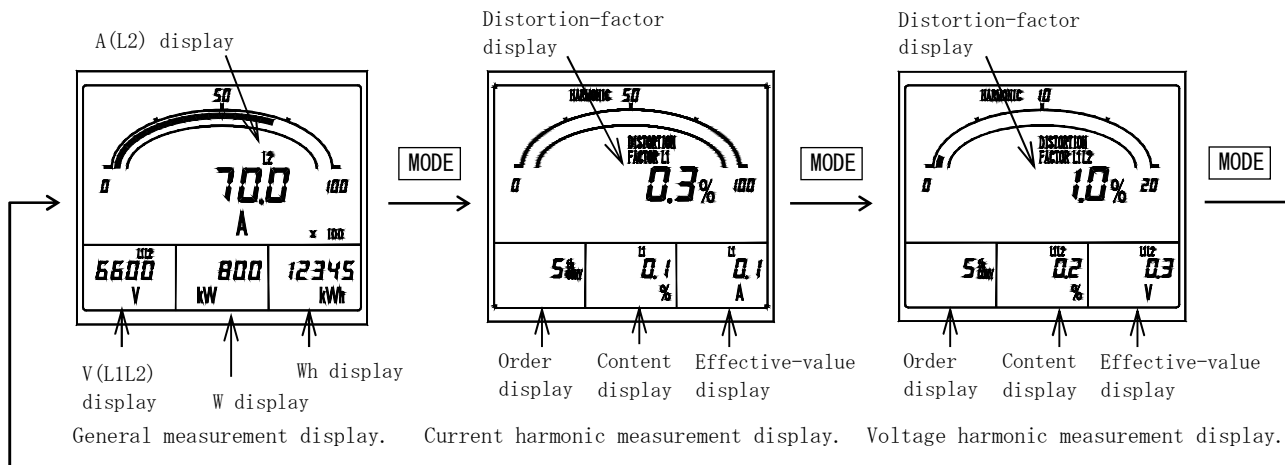 A(L2) display
50
L2
0
70.0
100
A
x 100
L1L2
6600
V
800
kW
12345
kWh
V(L1L2)
display
W display
Wh display
General measurement display.
MODE
Distortion-factor
display
HARMONIC 50
DISTORTION
FACTOR L1
0
0.3%
100
5th
L1
0.1
%
L1
0.1
A
Order
display
Content
display
Effective-value
display
Current harmonic measurement display.
MODE
Distortion-factor
display
HARMONIC 10
DISTORTION
FACTOR L1L2
0
1.0%
20
5th
L1L2
0.2
%
L1L2
0.3
V
Order
display
Content
display
Effective-value
display
Voltage harmonic measurement display.
MODE